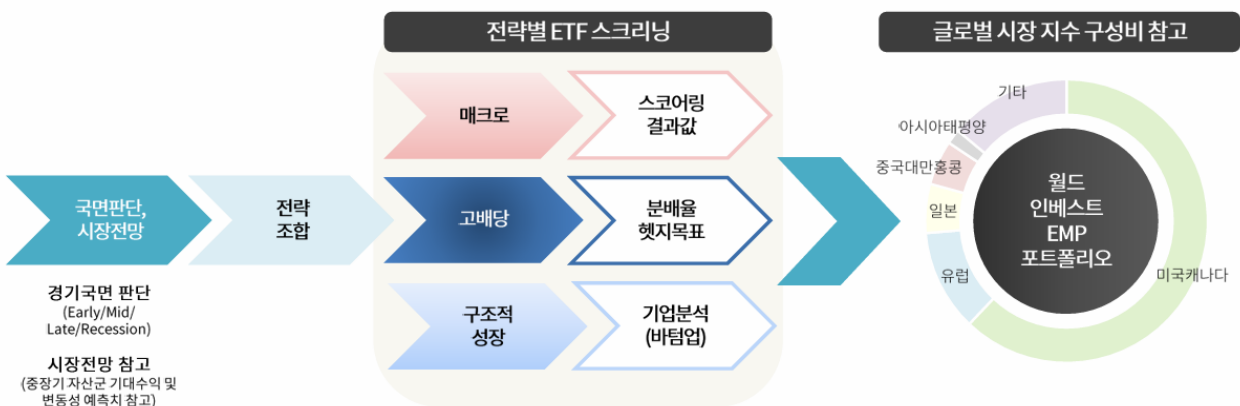 국면판단,
시장전망
경기국면 판단
(Early/Mid/
Late/Recession)
시장전망 참고
(중장기 자산군 기대수익 및
변동성 예측치 참고)
전략
조합
전략별 ETF 스크리닝
매크로
스코어링
결과값
고배당
분배율
헷지목표
구조적
성장
기업분석
(바텀업)
글로벌 시장 지수 구성비 참고
기타
아시아태평양
중국대만홍콩
일본
유럽
미국캐나다
월드
인베스트
EMP
포트폴리오